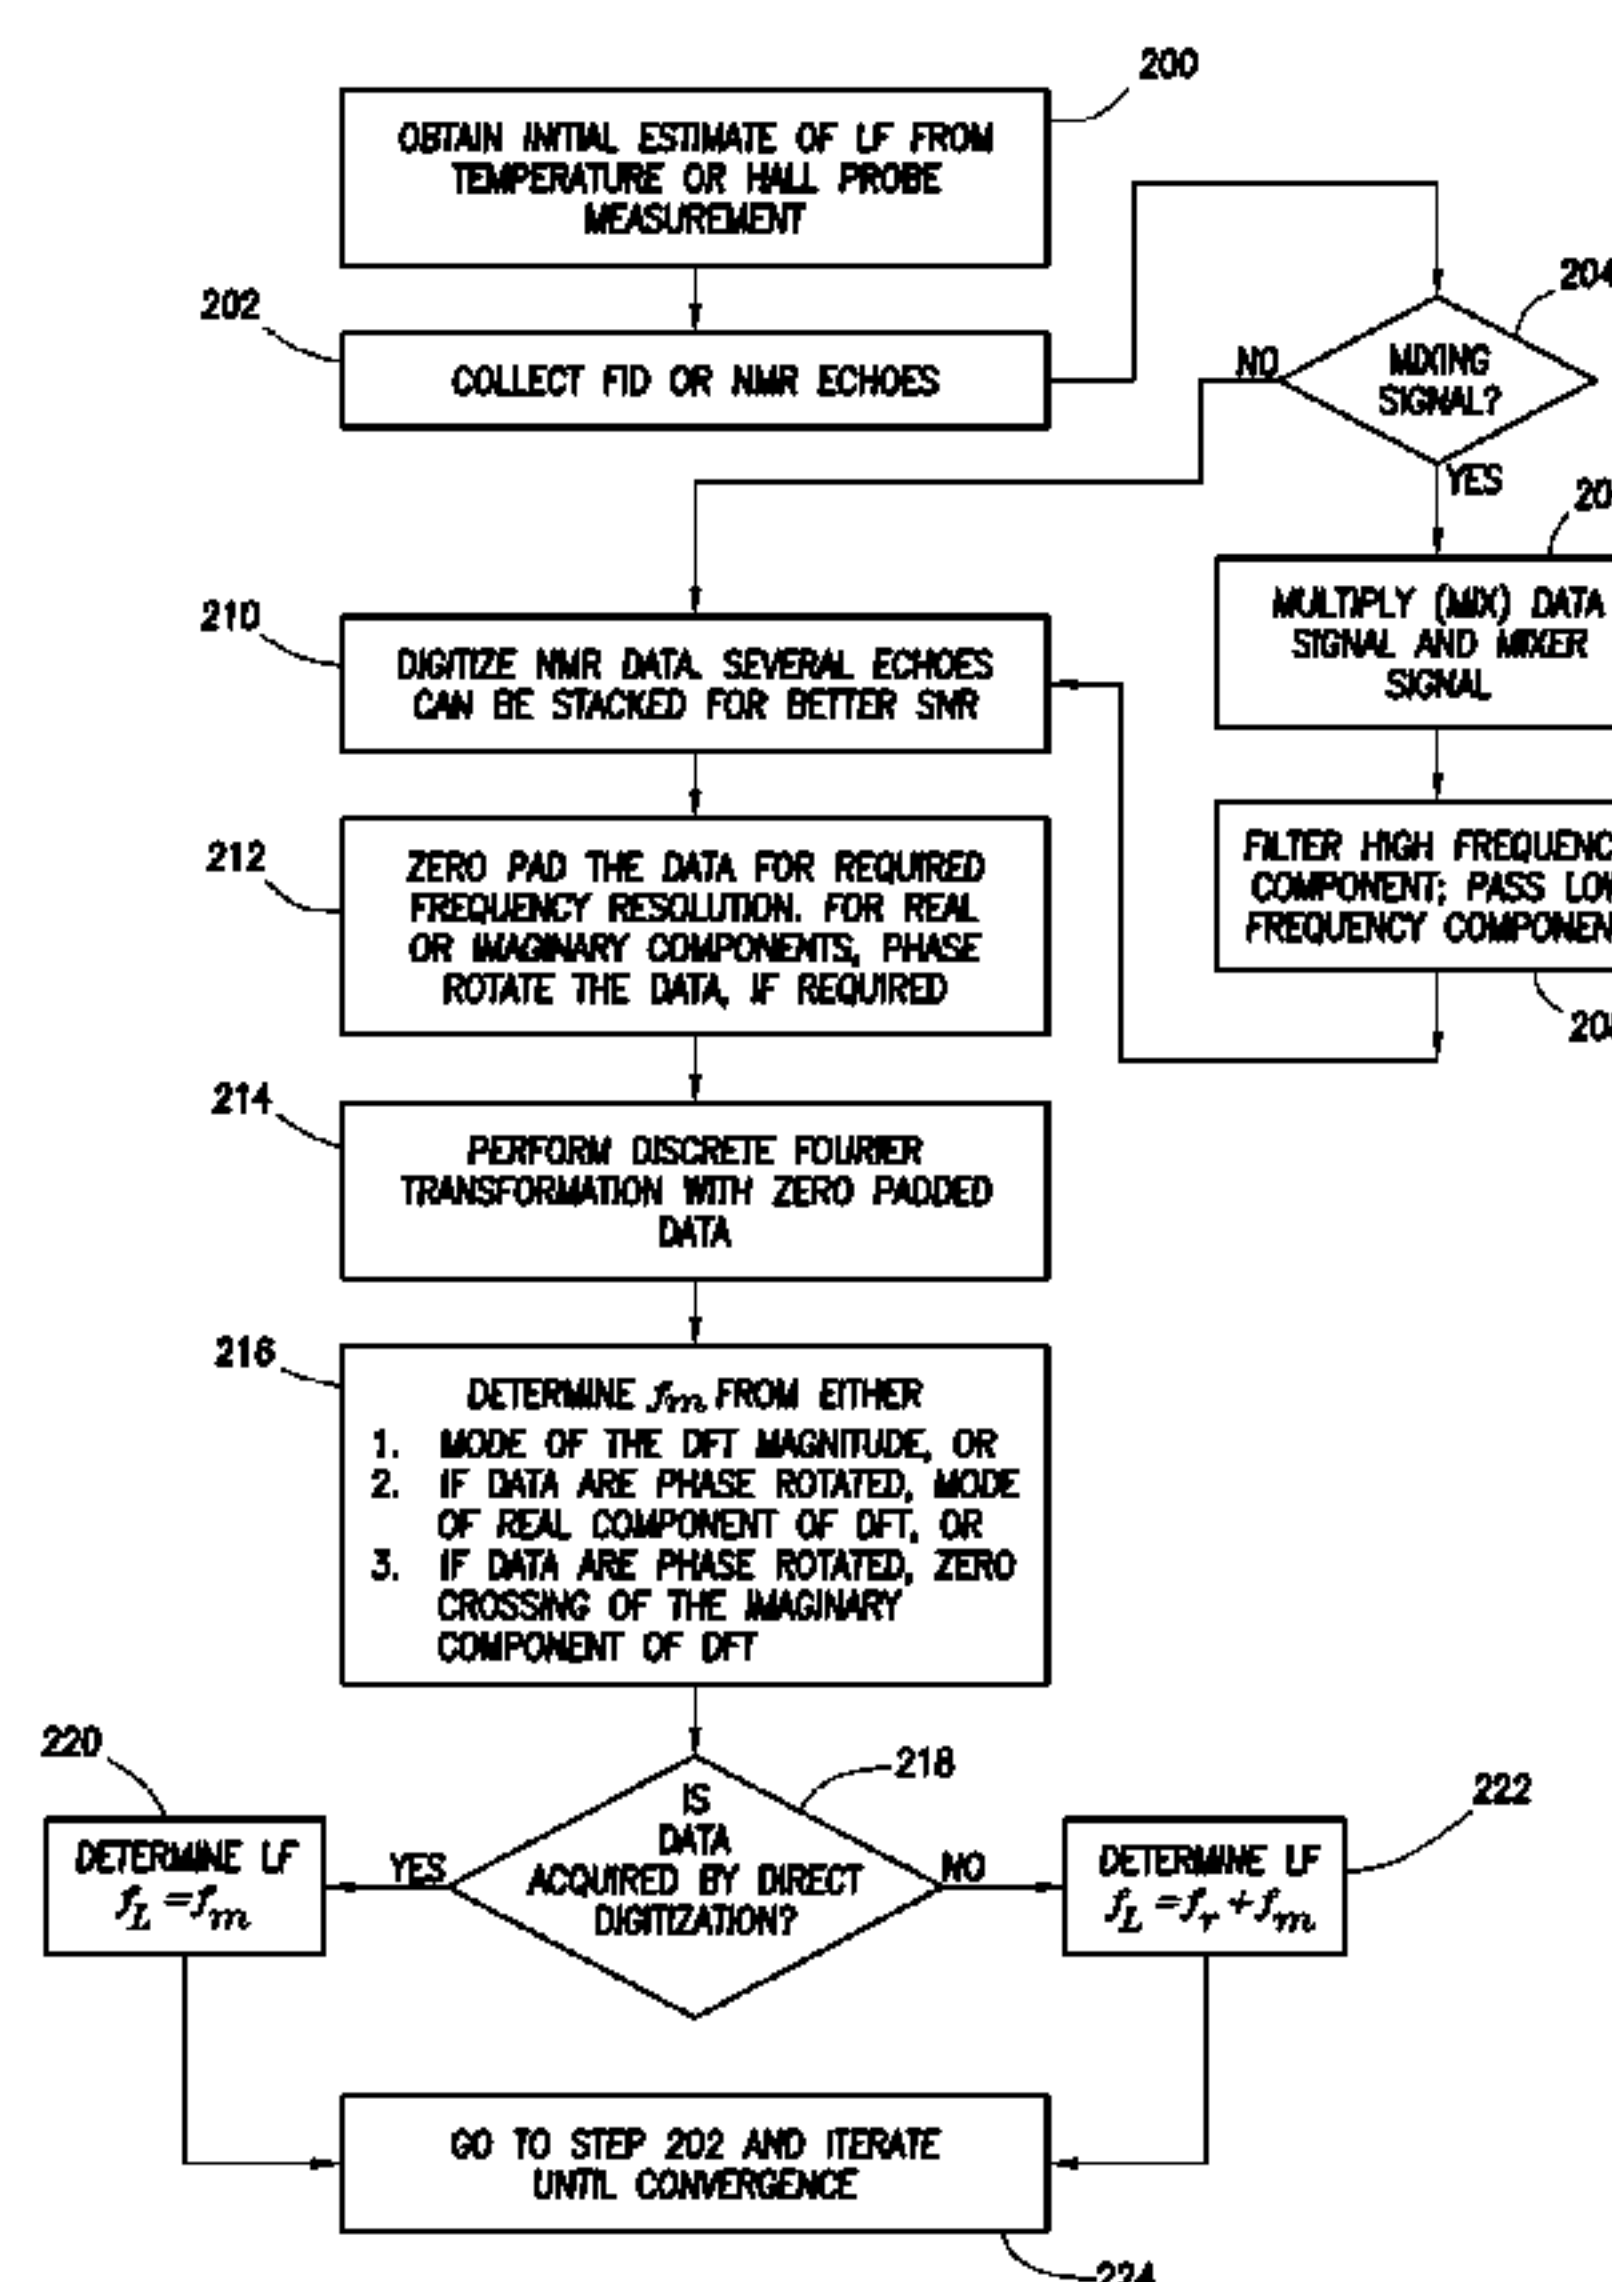 200
OBTAIN INITIAL ESTIMATE OF LF FROM
TEMPERATURE OR HALL PROBE
MEASUREMENT
202
COLLECT FID OR NMR ECHOES
204
MIXING
SIGNAL?
NO
YES
MULTIPLY (MIX) DATA
SIGNAL AND MIXER
SIGNAL
210
DIGITIZE NMR DATA. SEVERAL ECHOES
CAN BE STACKED FOR BETTER SNR
FILTER HIGH
COMPONENT; PASS
FREQUENCY
212
ZERO PAD THE DATA FOR REQUIRED
FREQUENCY RESOLUTION. FOR REAL
OR IMAGINARY COMPONENTS, PHASE
ROTATE THE DATA, IF REQUIRED
214
PERFORM DISCRETE FOURIER
TRANSFORMATION WITH ZERO PADDED
DATA
216
DETERMINE fm FROM EITHER
1. MODE OF THE DFT MAGNITUDE, OR
2. IF DATA ARE PHASE ROTATED, MODE
OF REAL COMPONENT OF DFT, OR
3. IF DATA ARE PHASE ROTATED, ZERO
CROSSING OF THE IMAGINARY
COMPONENT OF DFT
218
IS
DATA
ACQUIRED BY DIRECT
DIGITIZATION?
YES
NO
220
DETERMINE LF
fL = fm
222
DETERMINE LF
fL = fr + fm
GO TO STEP 202 AND ITERATE
UNTIL CONVERGENCE
224